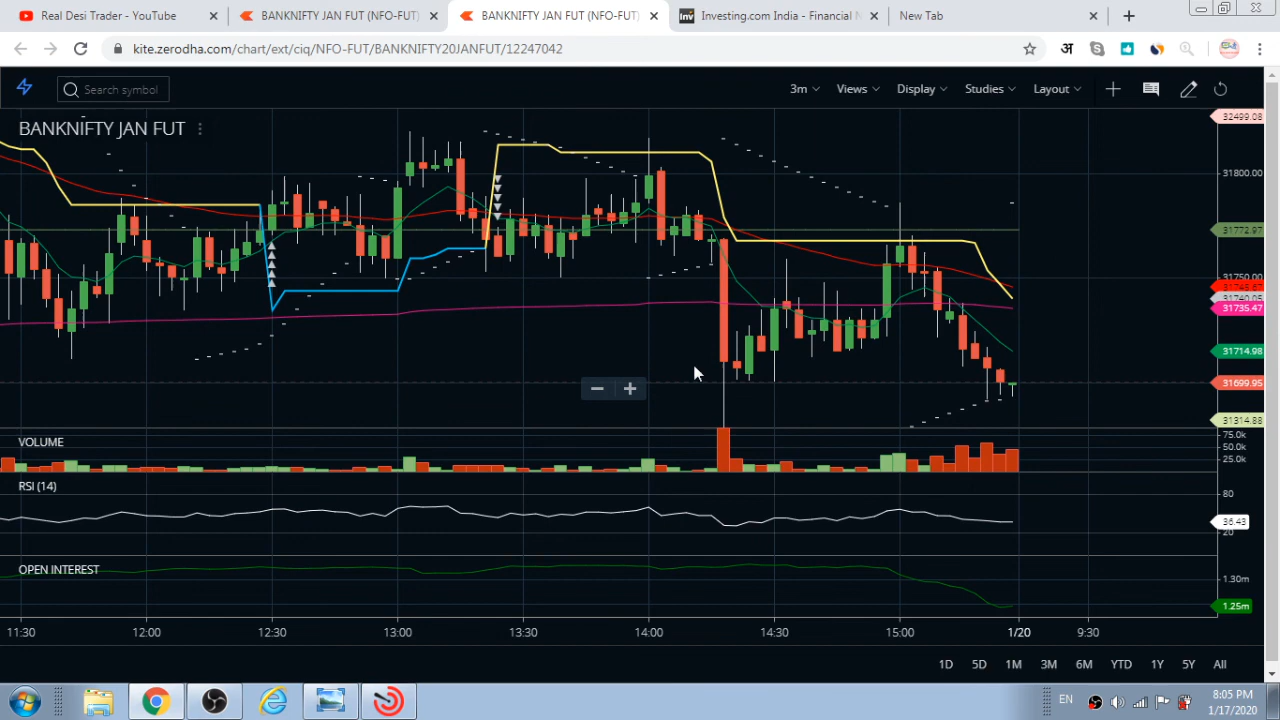 Real Desi Trader - YouTube
BANKNIFTY JAN FUT (NFO-FUT)
BANKNIFTY JAN FUT (NFO-FUT)
Investing.com India - Financial N
New Tab
kite.zerodha.com/chart/ext/ciq/NFO-FUT/BANKNIFTY20JANFUT/12247042
अ
Search symbol
3m
Views
Display
Studies
Layout
BANKNIFTY JAN FUT
32499.08
31800.00
31772.97
31750.00
31740.05
31735.47
31714.98
31699.95
31314.88
VOLUME
75.0k
50.0k
25.0k
RSI (14)
80
36.43
20
OPEN INTEREST
1.30m
1.25m
11:30
12:00
12:30
13:00
13:30
14:00
14:30
15:00
1/20
9:30
1D
5D
1M
3M
6M
YTD
1Y
5Y
All
EN
8:05 PM
1/17/2020